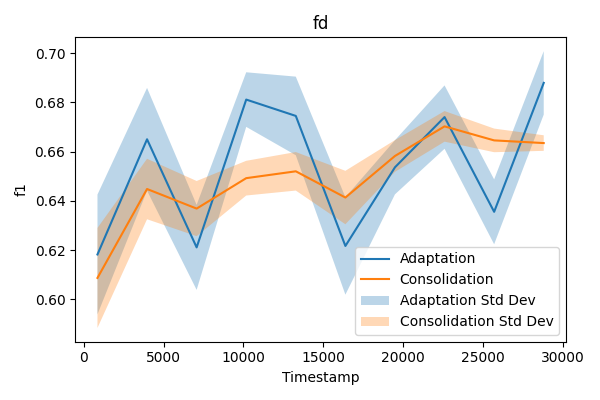 fd
0.70
0.68
0.66
0.64
0.62
0.60
f1
Adaptation
Consolidation
Adaptation Std Dev
Consolidation Std Dev
0 5000 10000 15000 20000 25000 30000
Timestamp